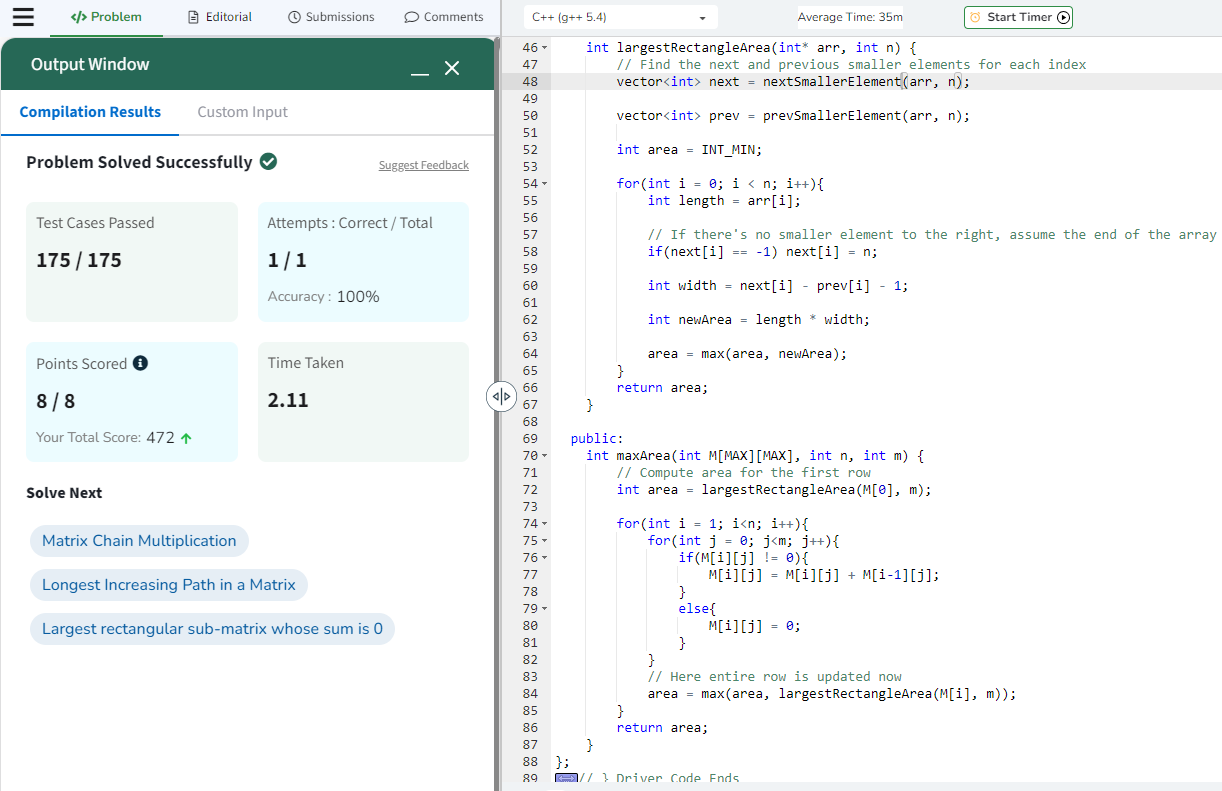 Problem
Editorial
Submissions
Comments
C++ (g++ 5.4)
Average Time: 35m
Start Timer
Output Window
Compilation Results
Custom Input
Problem Solved Successfully
Suggest Feedback
Test Cases Passed
175 / 175
Attempts : Correct / Total
1 / 1
Accuracy : 100%
Points Scored
8 / 8
Your Total Score: 472
Time Taken
2.11
Solve Next
Matrix Chain Multiplication
Longest Increasing Path in a Matrix
Largest rectangular sub-matrix whose sum is 0
46 int largestRectangleArea(int* arr, int n) {
47 // Find the next and previous smaller elements for each index
48 vector<int> next = nextSmallerElement(arr, n);
49
50 vector<int> prev = prevSmallerElement(arr, n);
51
52 int area = INT_MIN;
53
54 for(int i = 0; i < n; i++){
55 int length = arr[i];
56
57 // If there's no smaller element to the right, assume the end of the array
58 if(next[i] == -1) next[i] = n;
59
60 int width = next[i] - prev[i] - 1;
61
62 int newArea = length * width;
63
64 area = max(area, newArea);
65 }
66 return area;
67 }
68
69 public:
70 int maxArea(int M[MAX][MAX], int n, int m) {
71 // Compute area for the first row
72 int area = largestRectangleArea(M[0], m);
73
74 for(int i = 1; i<n; i++){
75 for(int j = 0; j<m; j++){
76 if(M[i][j] != 0){
77 M[i][j] = M[i][j] + M[i-1][j];
78 }
79 else{
80 M[i][j] = 0;
81 }
82 }
83 // Here entire row is updated now
84 area = max(area, largestRectangleArea(M[i], m));
85 }
86 return area;
87 }
88 };
89 // } Driver Code Ends